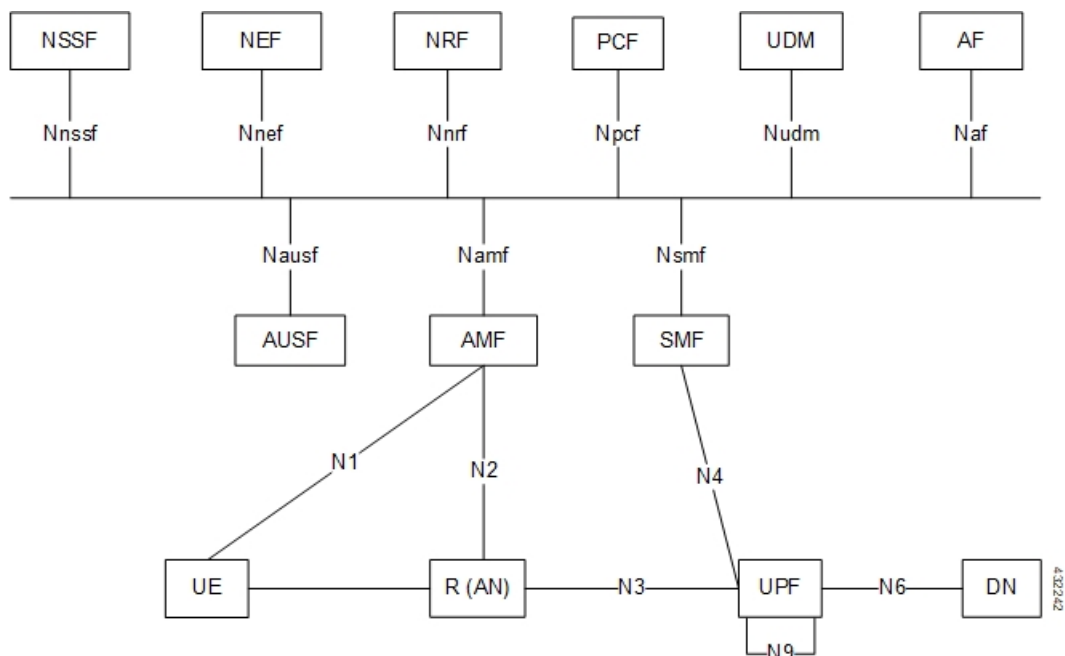 NSSF
NEF
NRF
PCF
UDM
AF
Nnssf
Nnef
Nnrf
Npcf
Nudm
Naf
Nausf
Namf
Nsmf
AUSF
AMF
SMF
N1
N2
N4
UE
R (AN)
N3
UPF
N6
DN
432242
N9